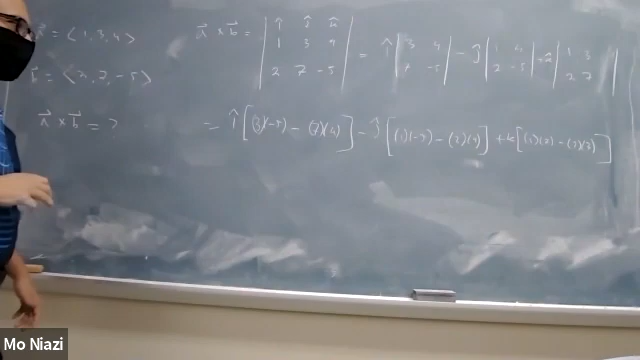 a⃗ = <1, 3, 4>
b⃗ = <2, 7, -5>
a⃗ × b⃗ = ?
a⃗ × b⃗ = | î ĵ k̂ |
| 1 3 4 |
| 2 7 -5 |
= î | 3 4 | - ĵ | 1 4 | + k̂ | 1 3 |
| 7 -5 | | 2 -5 | | 2 7 |
= î [(3)(-5) - (7)(4)] - ĵ [(1)(-5) - (2)(4)] + k̂ [(1)(7) - (2)(3)]
Mo Niazi